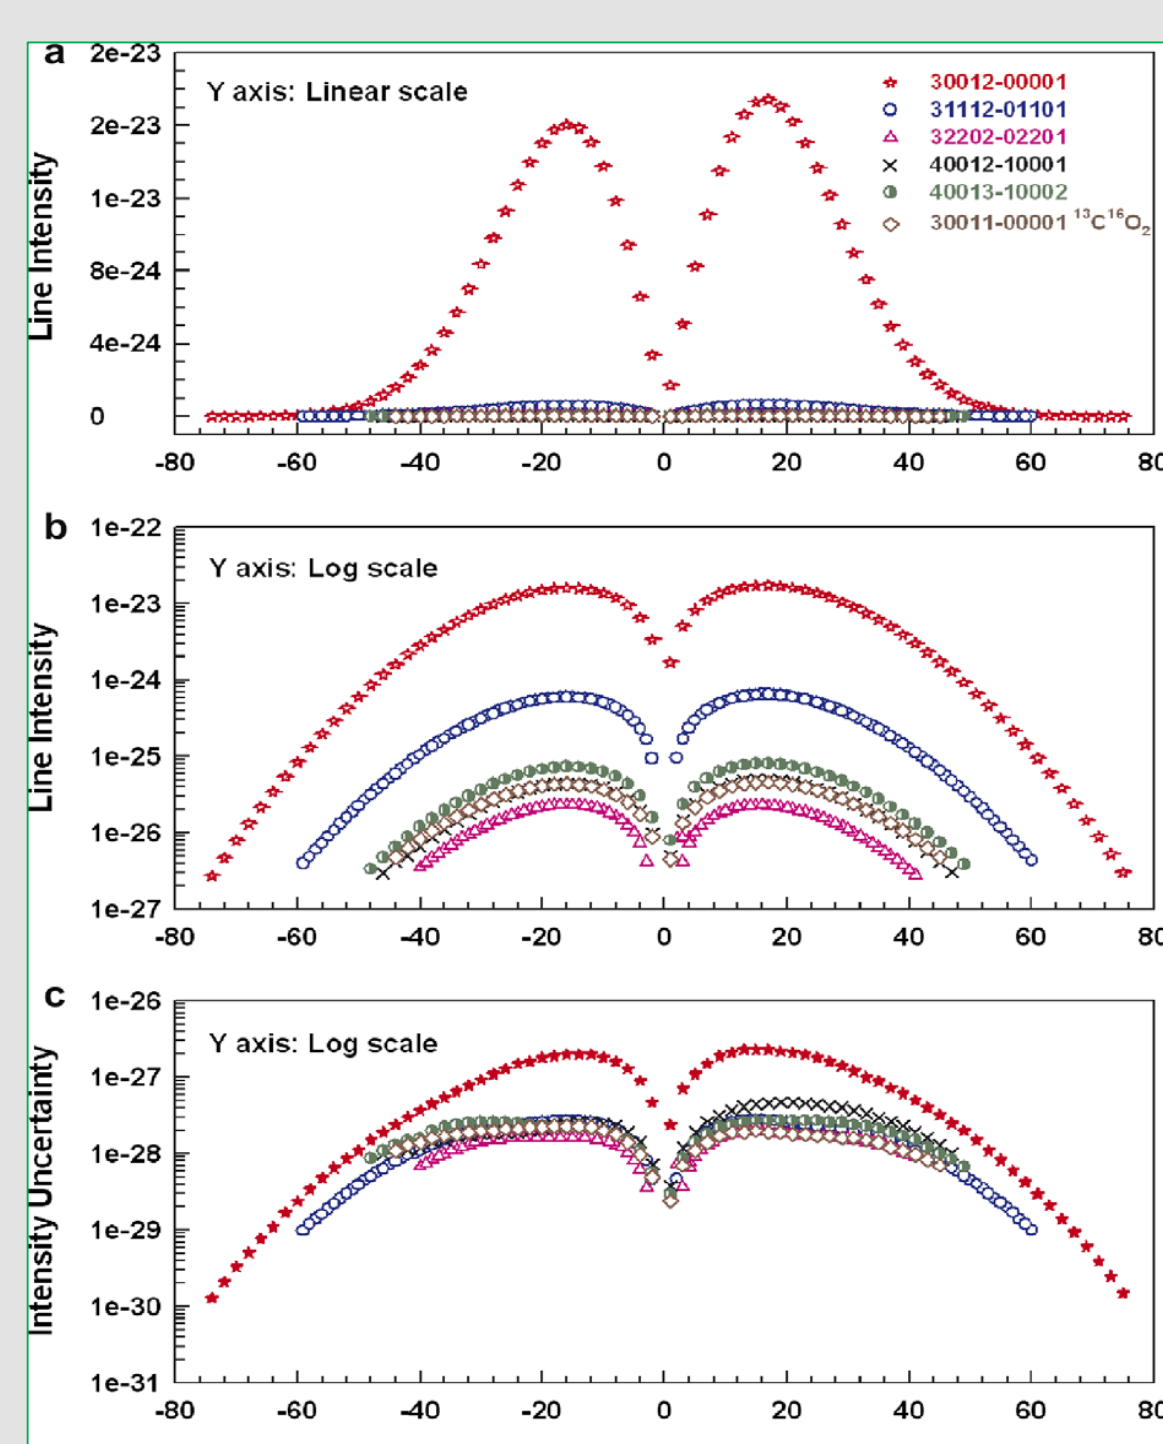 a
2e-23
2e-23
1e-23
8e-24
4e-24
0
Line Intensity
Y axis: Linear scale
30012-00001
31112-01101
32202-02201
40012-10001
40013-10002
30011-00001 ¹³C¹⁶O₂
-80 -60 -40 -20 0 20 40 60 80
b
1e-22
1e-23
1e-24
1e-25
1e-26
1e-27
Line Intensity
Y axis: Log scale
-80 -60 -40 -20 0 20 40 60 80
c
1e-26
1e-27
1e-28
1e-29
1e-30
1e-31
Intensity Uncertainty
Y axis: Log scale
-80 -60 -40 -20 0 20 40 60 80